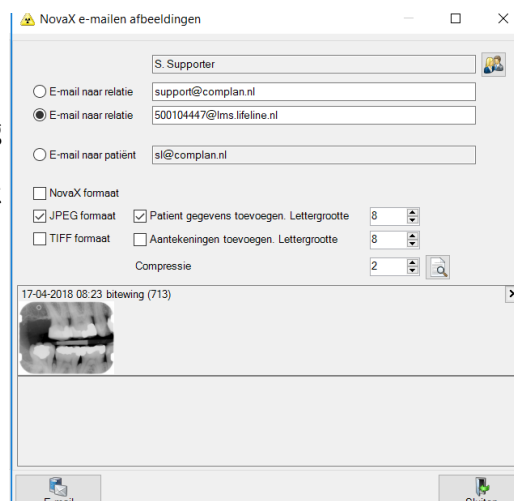 NovaX e-mailen afbeeldingen
S. Supporter
E-mail naar relatie support@complan.nl
E-mail naar relatie 500104447@lms.lifeline.nl
E-mail naar patiënt sl@complan.nl
NovaX formaat
JPEG formaat Patient gegevens toevoegen. Lettergrootte 8
TIFF formaat Aantekeningen toevoegen. Lettergrootte 8
Compressie 2
17-04-2018 08:23 bitewing (713)
E-mail Sluiten